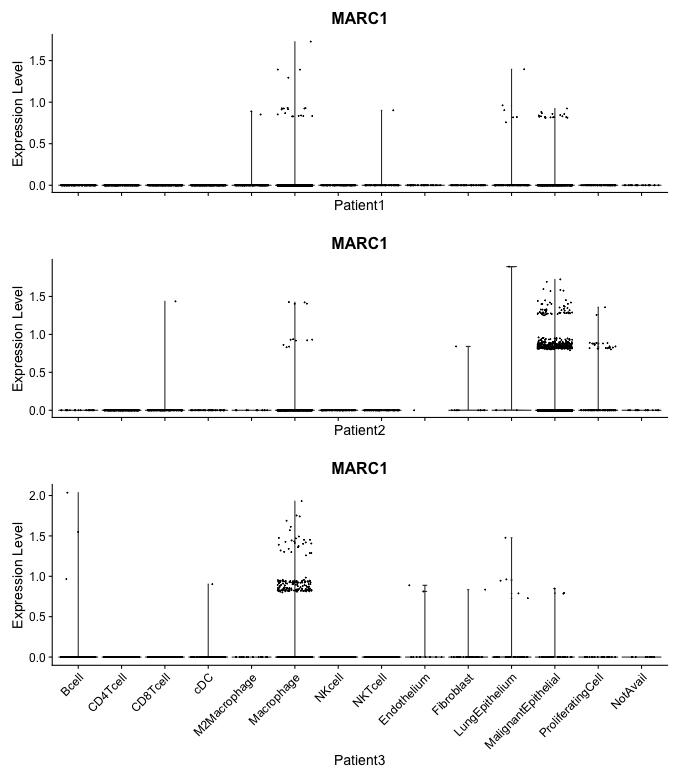 MARC1
Expression Level
1.5
1.0
0.5
0.0
Patient1
MARC1
Expression Level
1.5
1.0
0.5
0.0
Patient2
MARC1
Expression Level
2.0
1.5
1.0
0.5
0.0
Bcell
CD4Tcell
CD8Tcell
cDC
M2Macrophage
Macrophage
NKcell
NKTcell
Endothelium
Fibroblast
LungEpithelium
MalignantEpithelial
ProliferatingCell
NotAvail
Patient3